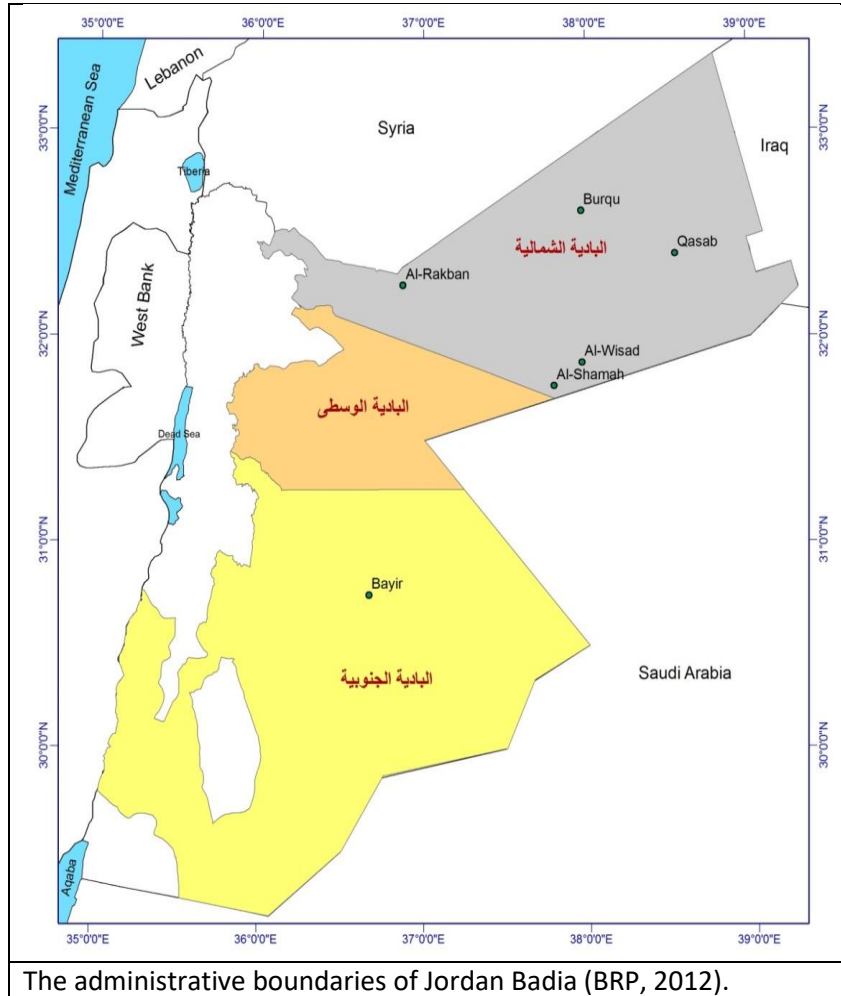 35°0'0"E 36°0'0"E 37°0'0"E 38°0'0"E 39°0'0"E
Lebanon
Mediterranean Sea
33°0'0"N
Syria
33°0'0"N
Iraq
Tiberia
Burqu
البادية الشمالية
Qasab
Al-Rakban
West Bank
32°0'0"N
32°0'0"N
Al-Wisad
Al-Shamah
البادية الوسطى
Dead Sea
31°0'0"N
31°0'0"N
Bayir
البادية الجنوبية
Saudi Arabia
30°0'0"N
30°0'0"N
Aqaba
35°0'0"E 36°0'0"E 37°0'0"E 38°0'0"E 39°0'0"E
The administrative boundaries of Jordan Badia (BRP, 2012).